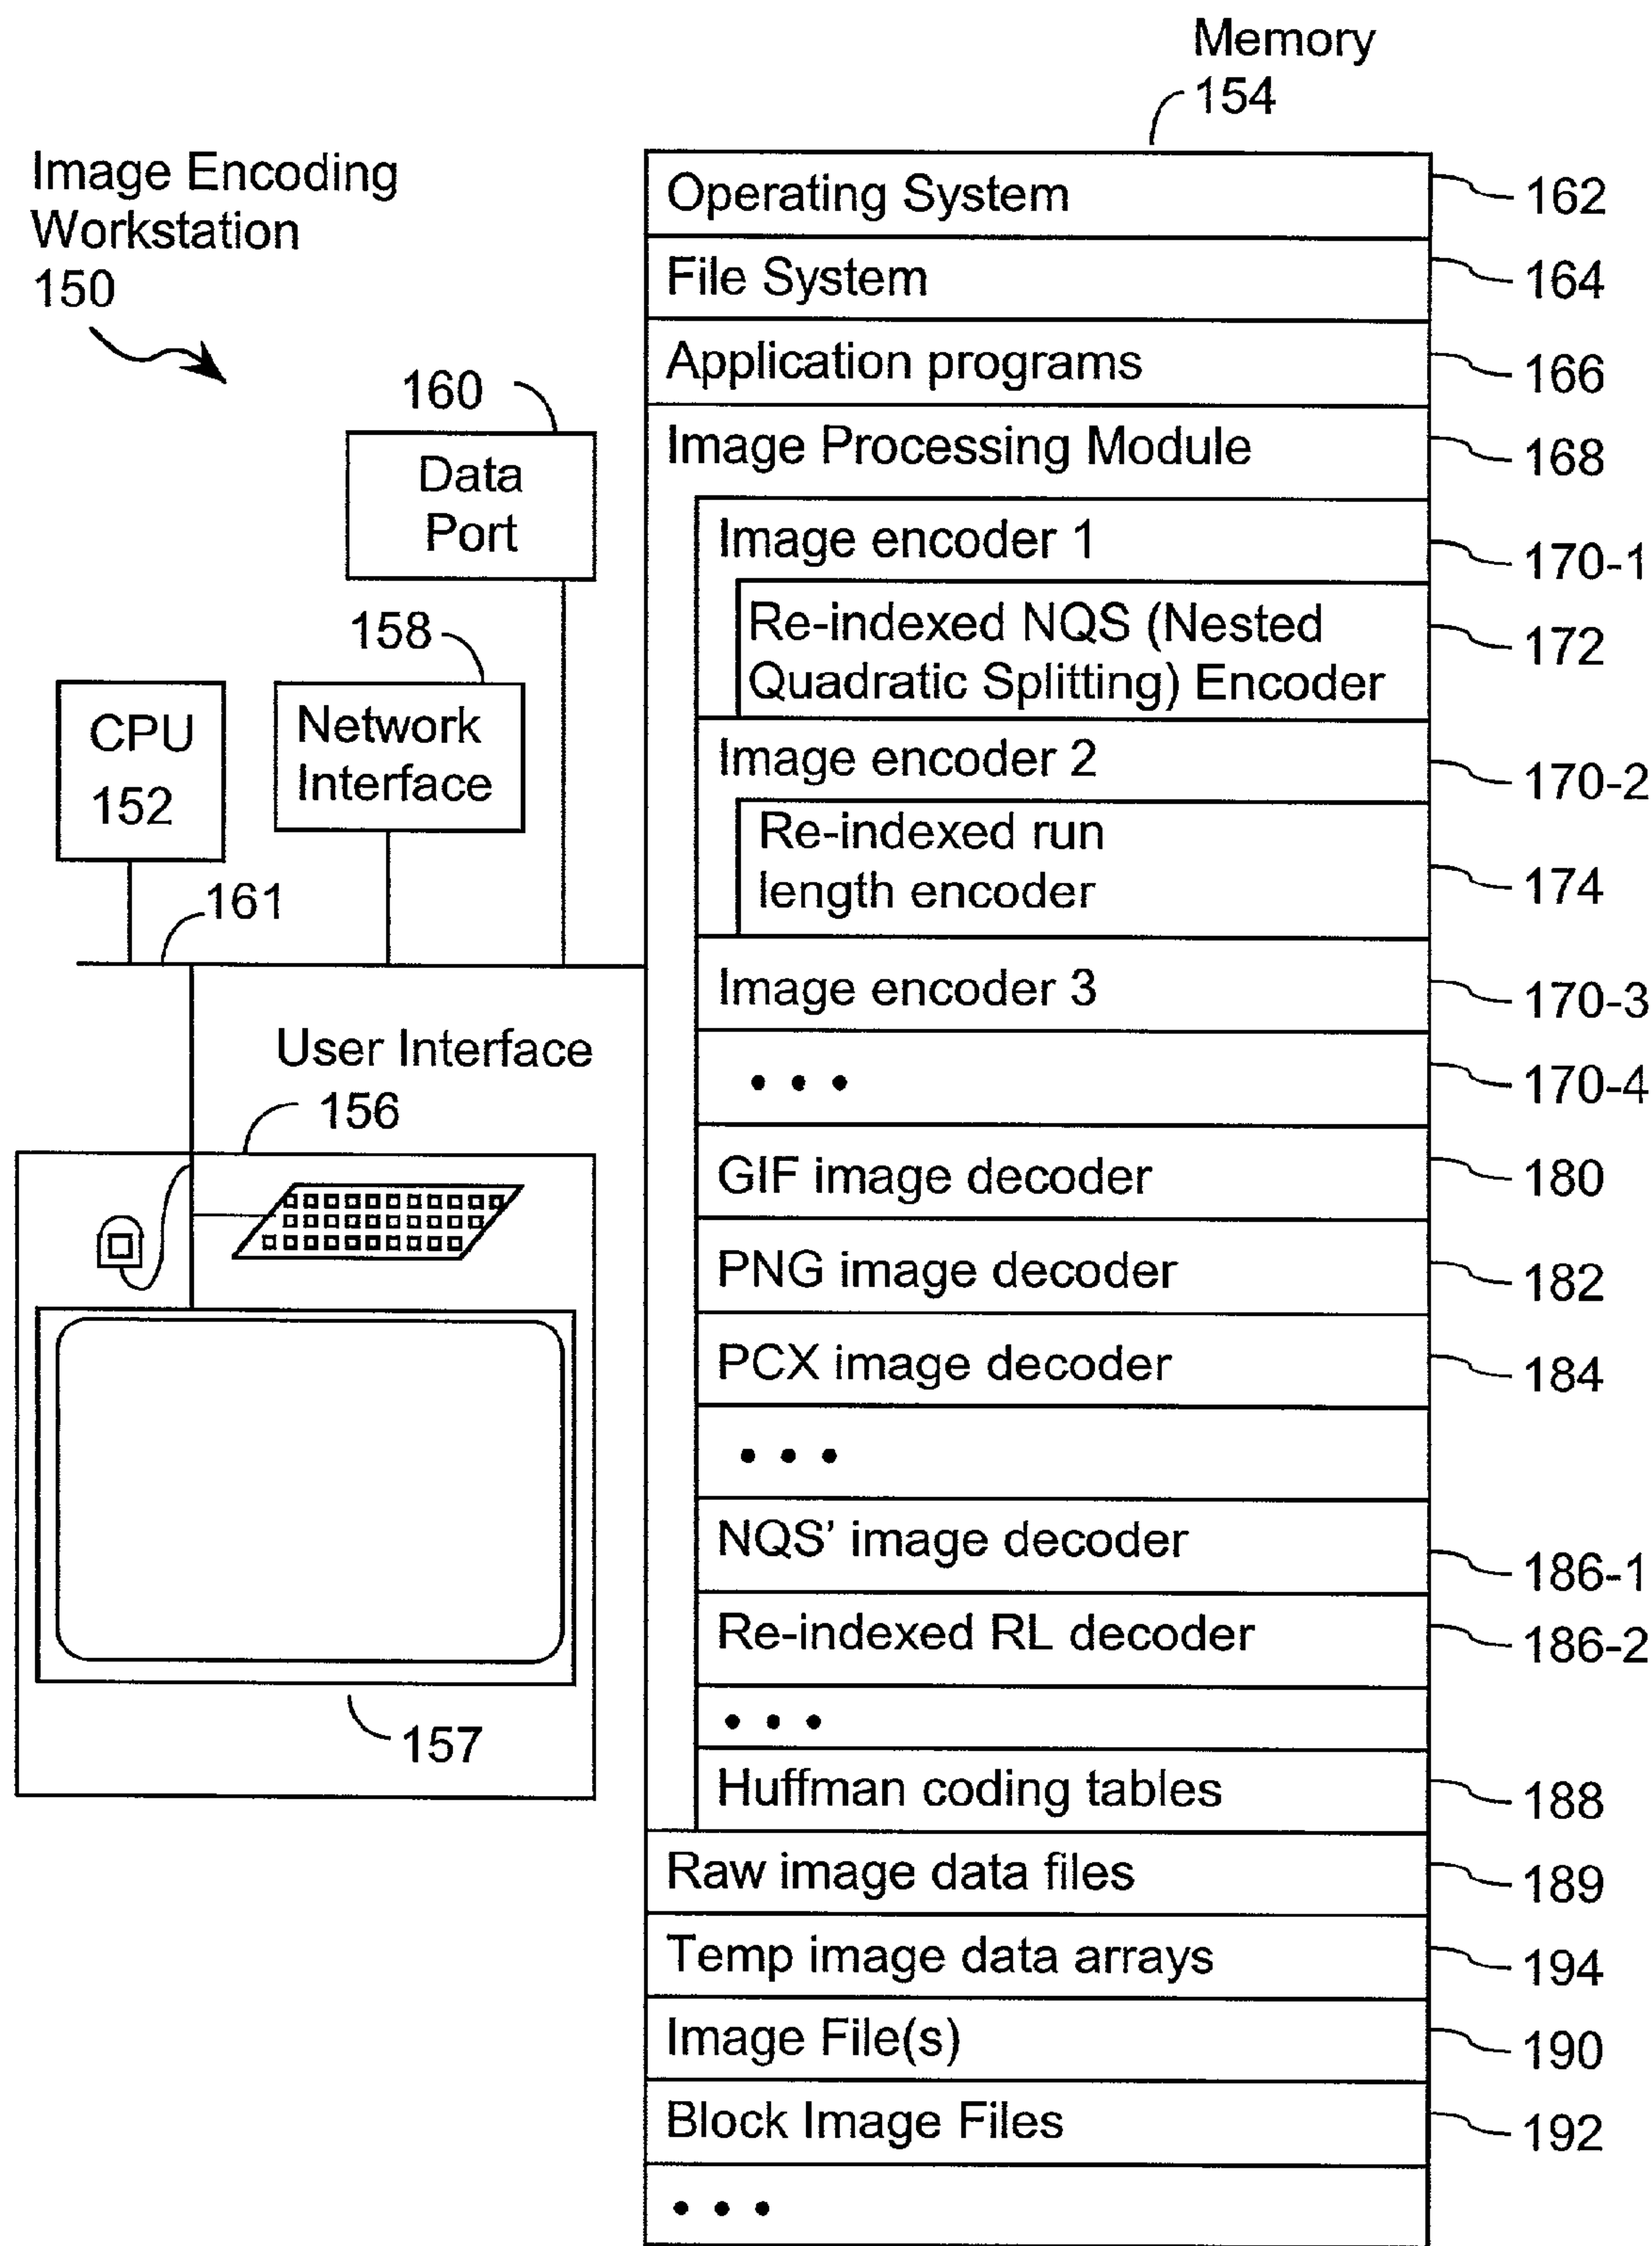 Memory
154
Image Encoding
Workstation
150
Operating System
162
File System
164
Application programs
166
160
Data
Port
Image Processing Module
168
Image encoder 1
170-1
Re-indexed NQS (Nested
Quadratic Splitting) Encoder
172
158
CPU
152
Network
Interface
Image encoder 2
170-2
Re-indexed run
length encoder
174
161
Image encoder 3
170-3
User Interface
156
• • •
170-4
GIF image decoder
180
PNG image decoder
182
PCX image decoder
184
• • •
NQS’ image decoder
186-1
Re-indexed RL decoder
186-2
157
• • •
Huffman coding tables
188
Raw image data files
189
Temp image data arrays
194
Image File(s)
190
Block Image Files
192
• • •